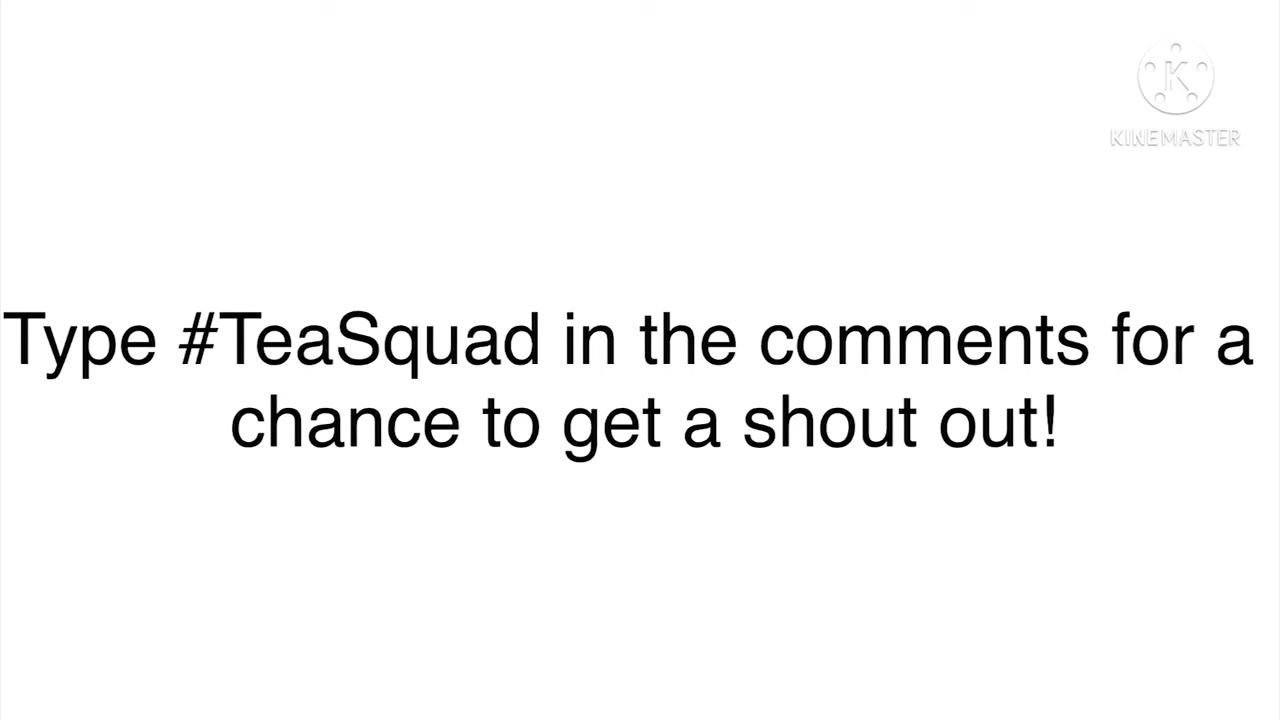 KINEMASTER
Type #TeaSquad in the comments for a
chance to get a shout out!